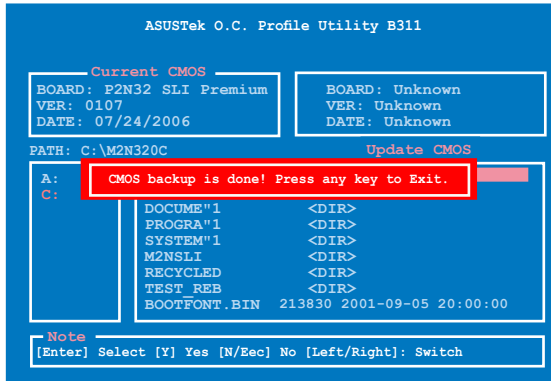 ASUSTek O.C. Profile Utility B311
Current CMOS
BOARD: P2N32 SLI Premium
VER: 0107
DATE: 07/24/2006
BOARD: Unknown
VER: Unknown
DATE: Unknown
PATH: C:\M2N320C
Update CMOS
A:
C:
CMOS backup is done! Press any key to Exit.
DOCUME"1 <DIR>
PROGRA"1 <DIR>
SYSTEM"1 <DIR>
M2NSLI <DIR>
RECYCLED <DIR>
TEST_REB <DIR>
BOOTFONT.BIN 213830 2001-09-05 20:00:00
Note
[Enter] Select [Y] Yes [N/Eec] No [Left/Right]: Switch